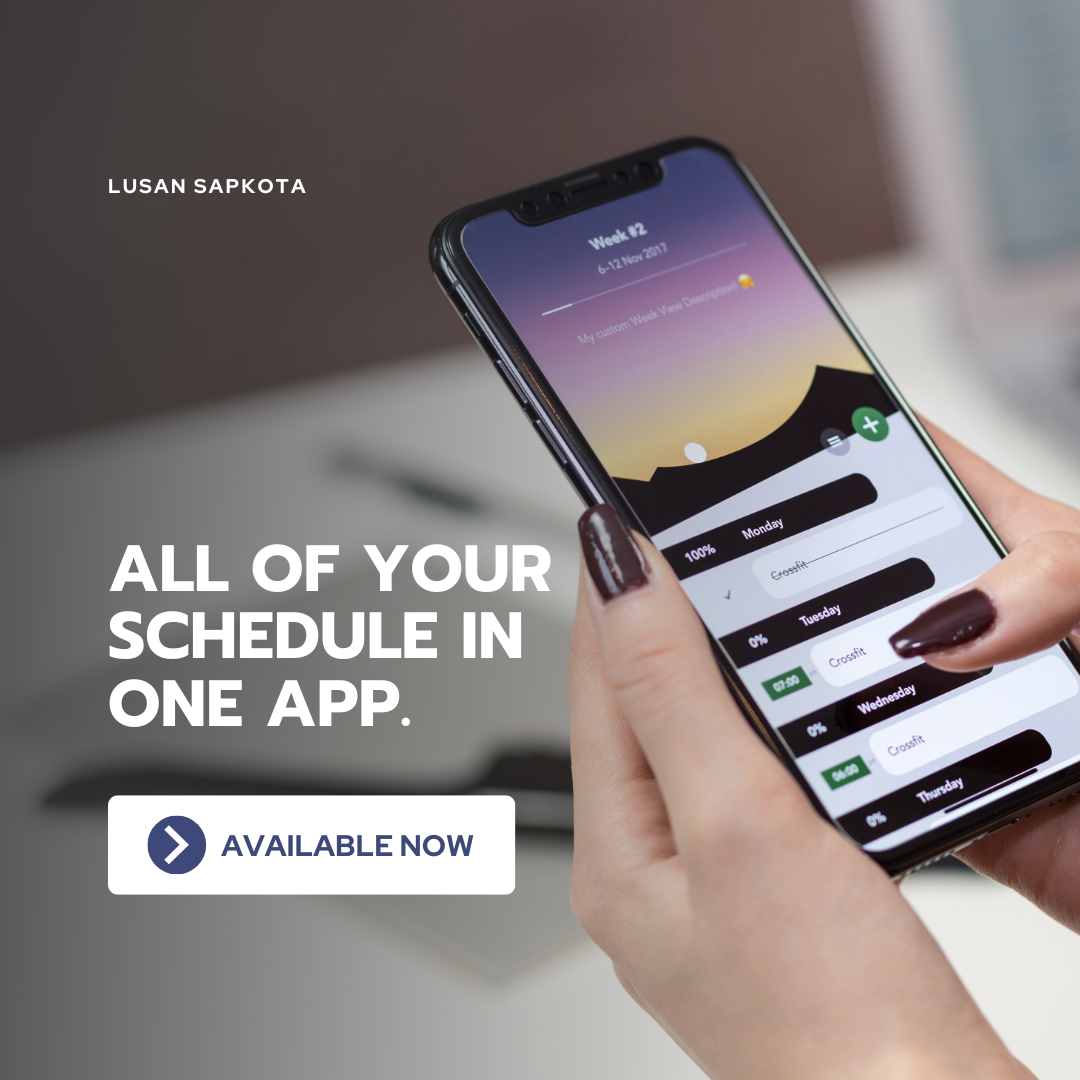 LUSAN SAPKOTA
Week #2
6-12 Nov 2017
My custom Week View Description!
100% Monday
Crossfit
0% Tuesday
07:00 Crossfit
0% Wednesday
06:00 Crossfit
0% Thursday
ALL OF YOUR
SCHEDULE IN
ONE APP.
AVAILABLE NOW